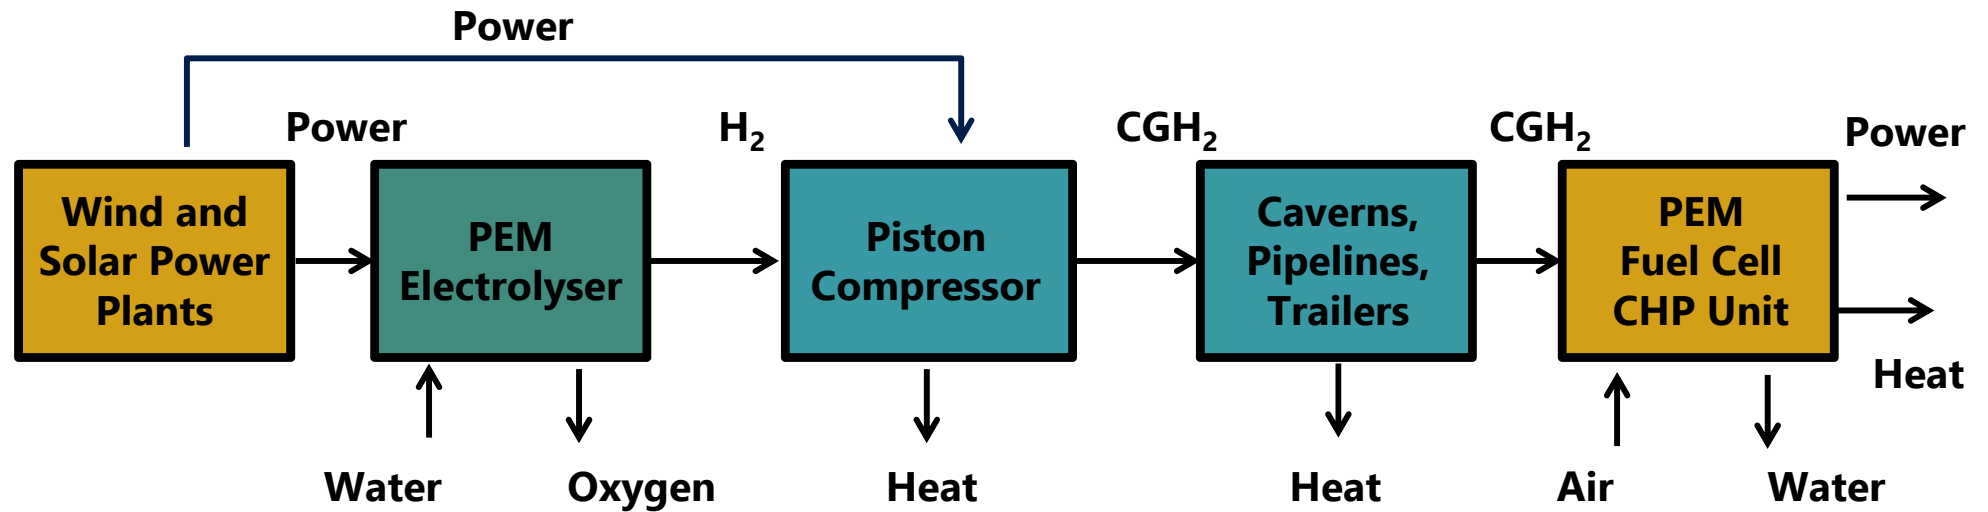 Power
Power
H₂
CGH₂
CGH₂
Power
Wind and
Solar Power
Plants
PEM
Electrolyser
Piston
Compressor
Caverns,
Pipelines,
Trailers
PEM
Fuel Cell
CHP Unit
Heat
Water
Oxygen
Heat
Heat
Air
Water